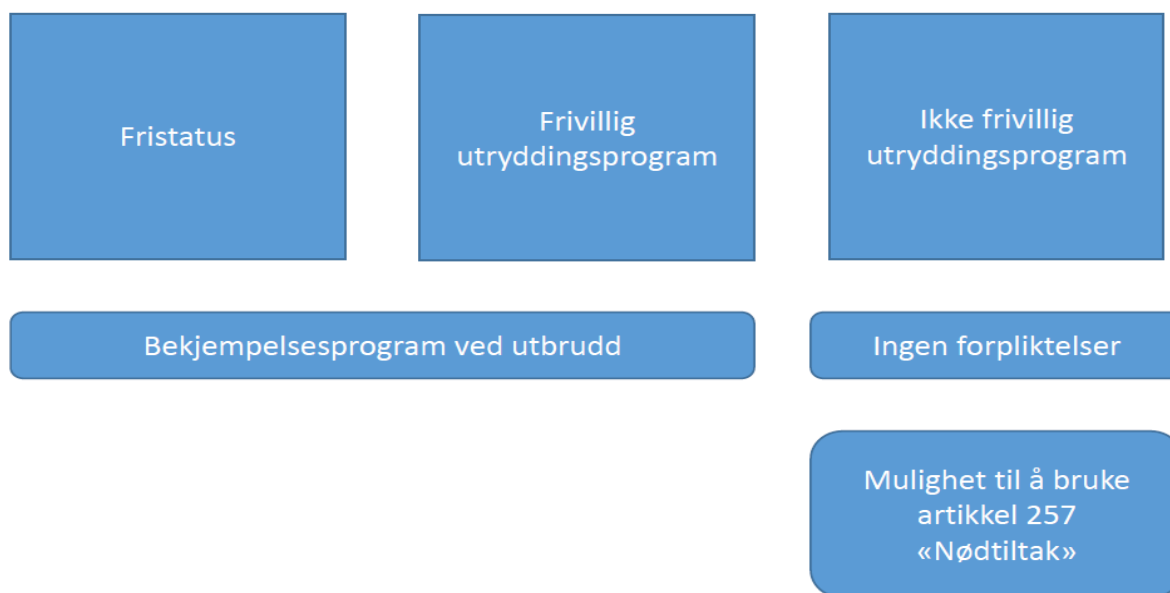 Fristatus
Frivillig
utryddingsprogram
Ikke frivillig
utryddingsprogram
Bekjempelsesprogram ved utbrudd
Ingen forpliktelser
Mulighet til å bruke
artikkel 257
«Nødtiltak»